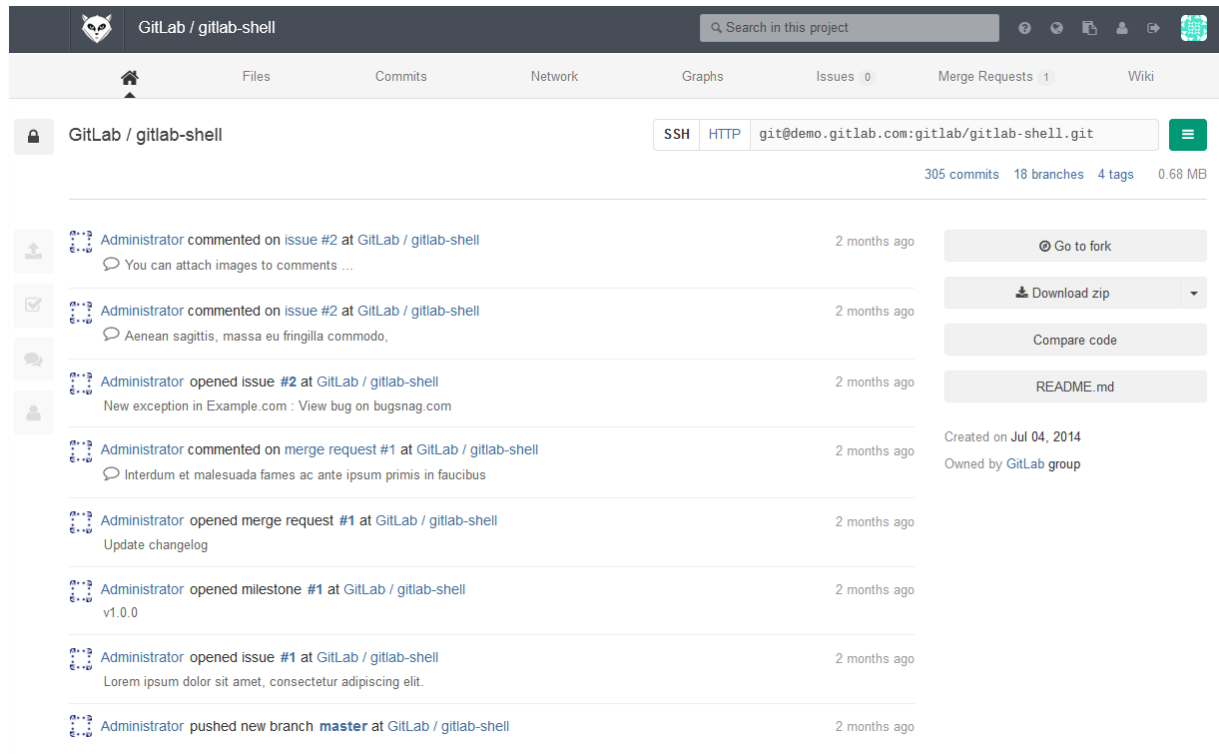 GitLab / gitlab-shell
Search in this project
Files Commits Network Graphs Issues 0 Merge Requests 1 Wiki
GitLab / gitlab-shell
SSH HTTP git@demo.gitlab.com:gitlab/gitlab-shell.git
305 commits 18 branches 4 tags 0.68 MB
Administrator commented on issue #2 at GitLab / gitlab-shell 2 months ago
You can attach images to comments ...
Administrator commented on issue #2 at GitLab / gitlab-shell 2 months ago
Aenean sagittis, massa eu fringilla commodo,
Administrator opened issue #2 at GitLab / gitlab-shell 2 months ago
New exception in Example.com : View bug on bugsnag.com
Administrator commented on merge request #1 at GitLab / gitlab-shell 2 months ago
Interdum et malesuada fames ac ante ipsum primis in faucibus
Administrator opened merge request #1 at GitLab / gitlab-shell 2 months ago
Update changelog
Administrator opened milestone #1 at GitLab / gitlab-shell 2 months ago
v1.0.0
Administrator opened issue #1 at GitLab / gitlab-shell 2 months ago
Lorem ipsum dolor sit amet, consectetur adipiscing elit.
Administrator pushed new branch master at GitLab / gitlab-shell 2 months ago
Go to fork
Download zip
Compare code
README.md
Created on Jul 04, 2014
Owned by GitLab group